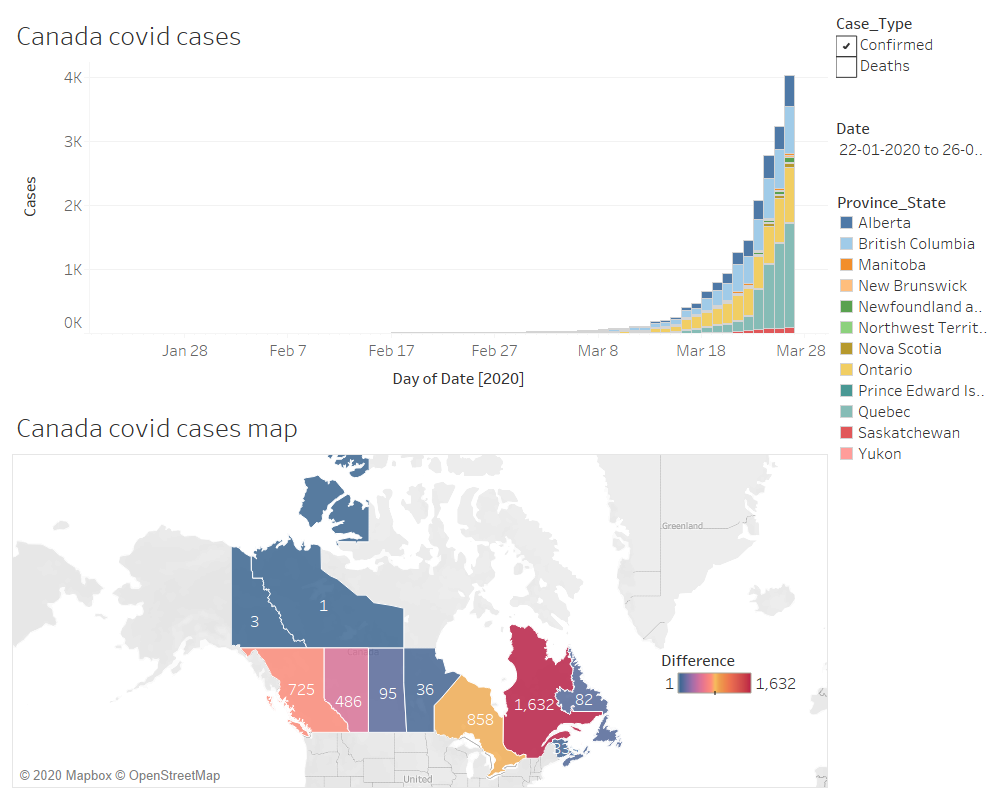 Canada covid cases
Case_Type
Confirmed
Deaths
Date
22-01-2020 to 26-0..
Province_State
Alberta
British Columbia
Manitoba
New Brunswick
Newfoundland a..
Northwest Territ..
Nova Scotia
Ontario
Prince Edward Is..
Quebec
Saskatchewan
Yukon
Cases
4K
3K
2K
1K
0K
Jan 28
Feb 7
Feb 17
Feb 27
Mar 8
Mar 18
Mar 28
Day of Date [2020]
Canada covid cases map
Greenland
1
3
725
486
95
36
858
1,632
82
Difference
1
1,632
United
© 2020 Mapbox © OpenStreetMap